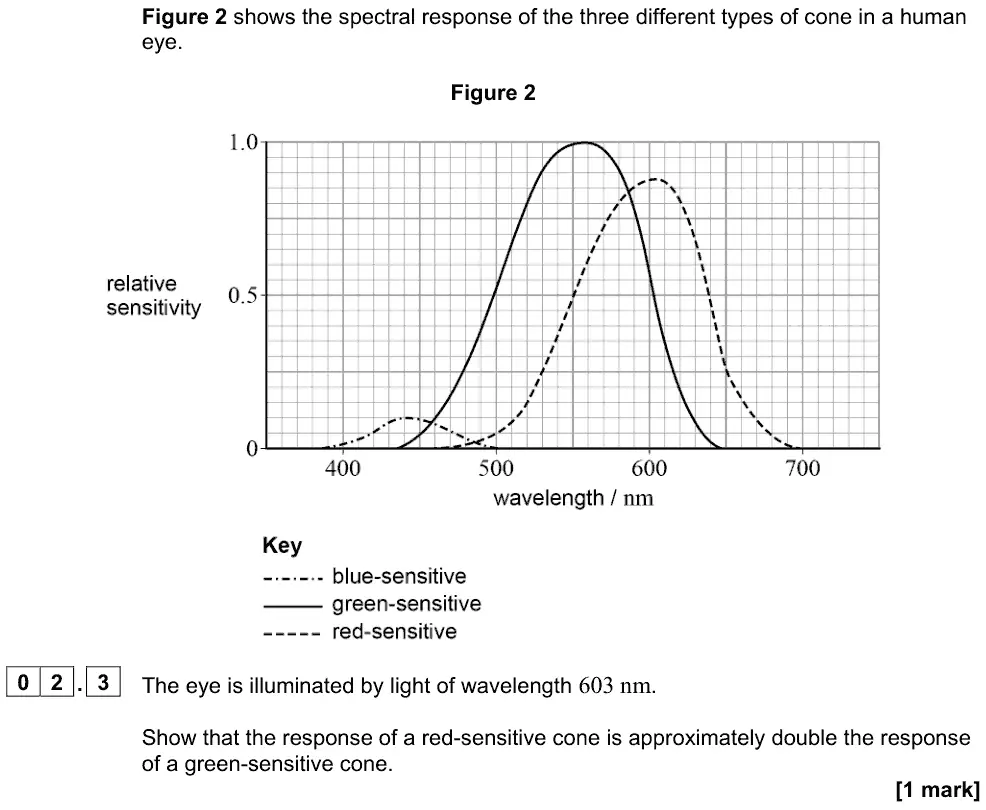 Figure 2 shows the spectral response of the three different types of cone in a human
eye.
Figure 2
1.0
relative
sensitivity
0.5
0
400
500
600
700
wavelength / nm
Key
blue-sensitive
green-sensitive
red-sensitive
0 2 . 3 The eye is illuminated by light of wavelength 603 nm.
Show that the response of a red-sensitive cone is approximately double the response
of a green-sensitive cone.
[1 mark]